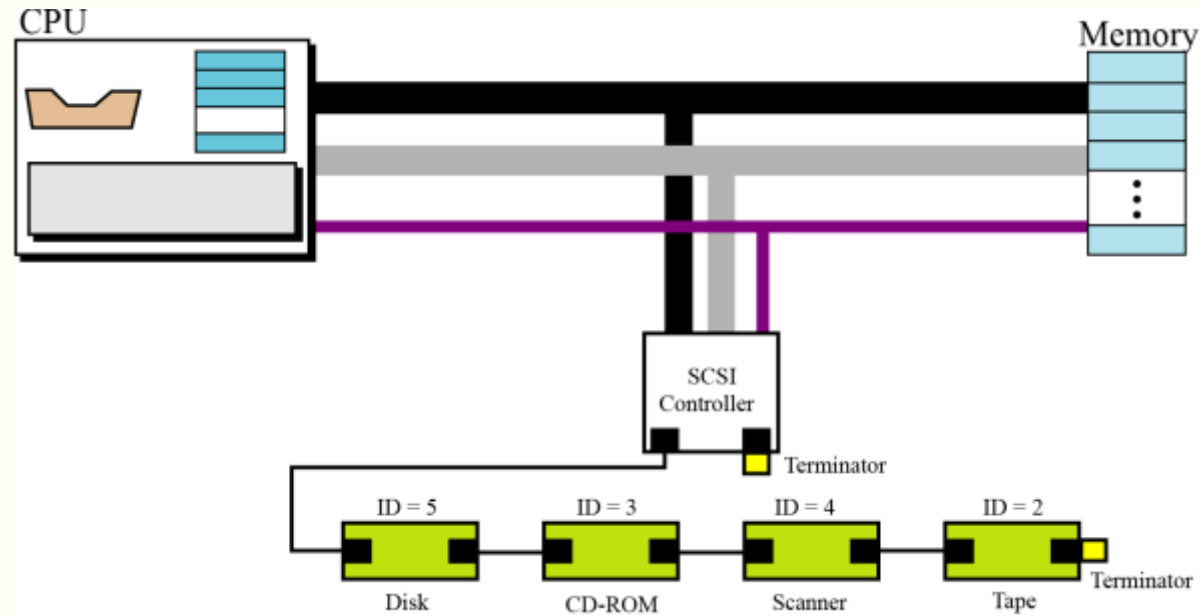 CPU
Memory
SCSI
Controller
Terminator
ID = 5
ID = 3
ID = 4
ID = 2
Terminator
Disk
CD-ROM
Scanner
Tape